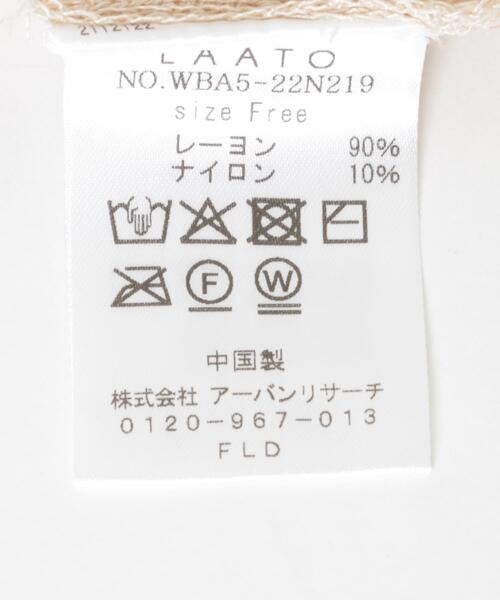 2112122
LAATO
NO.WBA5-22N219
size Free
レーヨン 90%
ナイロン 10%
F W
中国製
株式会社 アーバンリサーチ
0120-967-013
FLD